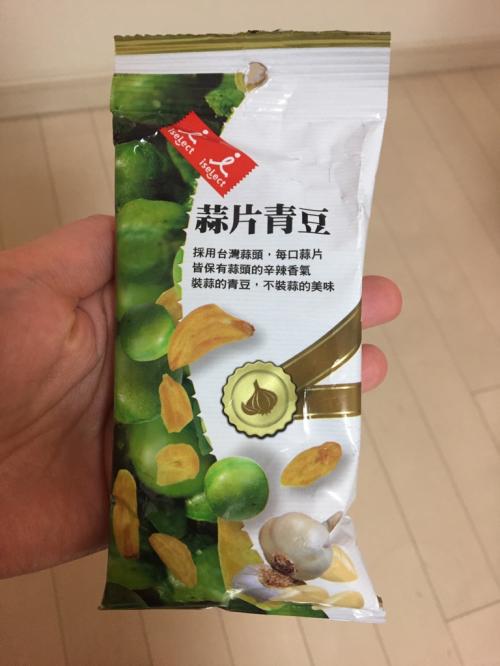 iselect
iselect
蒜片青豆
採用台灣蒜頭，每口蒜片
皆保有蒜頭的辛辣香氣
裝蒜的青豆，不裝蒜的美味